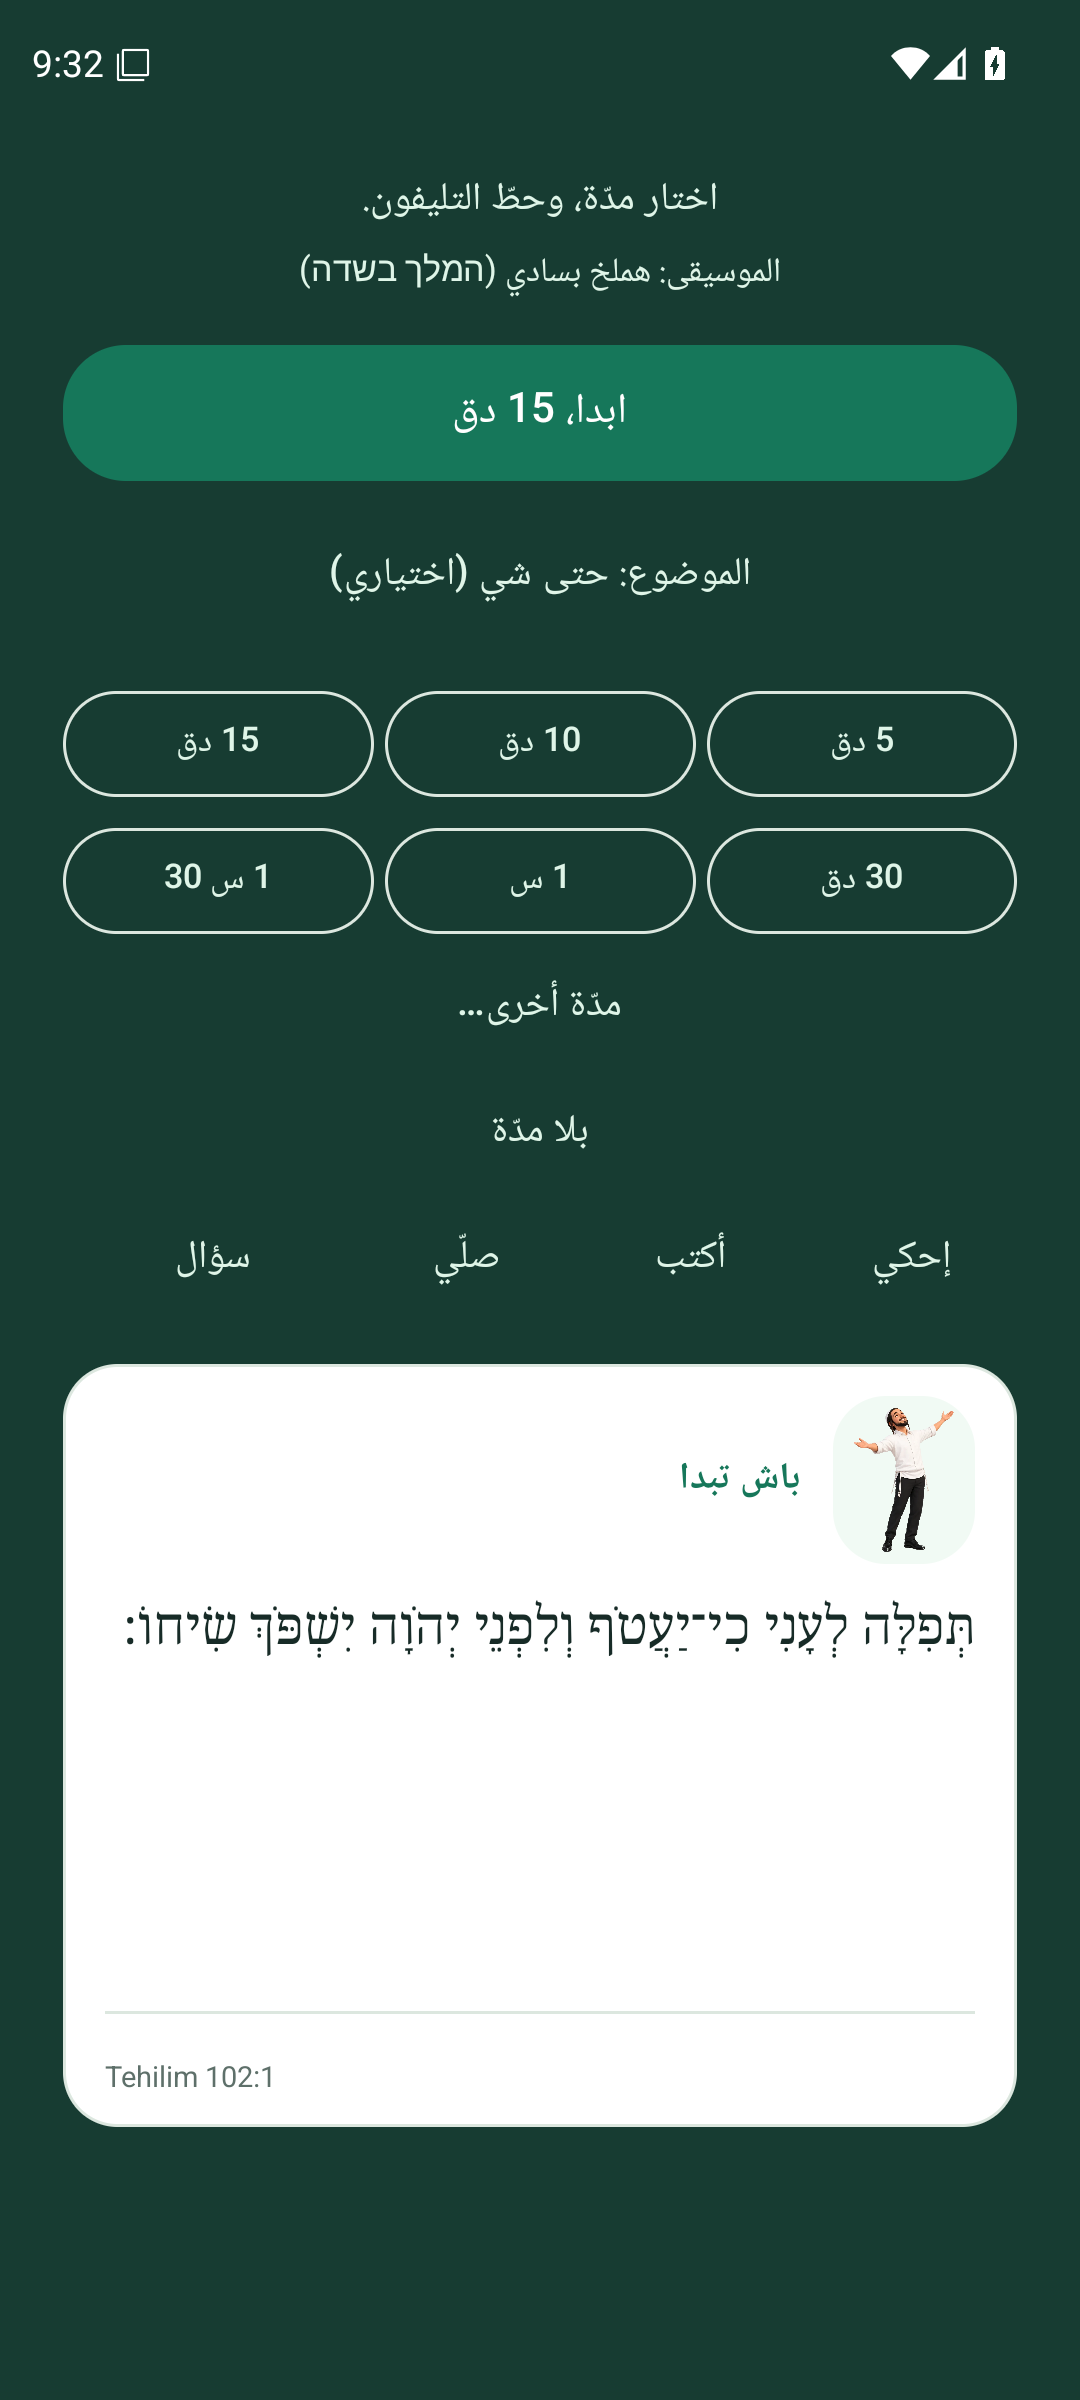 9:32
اختار مدّة، وحطّ التليفون.
الموسيقى: هملخ بسادي (המלך בשדה)
ابدا، 15 دق
الموضوع: حتى شي (اختياري)
5 دق
10 دق
15 دق
30 دق
1 س
1 س 30
مدّة أخرى...
بلا مدّة
إحكي
أكتب
صلّي
سؤال
باش تبدا
תְּפִלָּה לְעָנִי כִי־יַעֲטֹף וְלִפְנֵי יְהֹוָה יִשְׁפֹּךְ שִׂיחוֹ׃
Tehilim 102:1